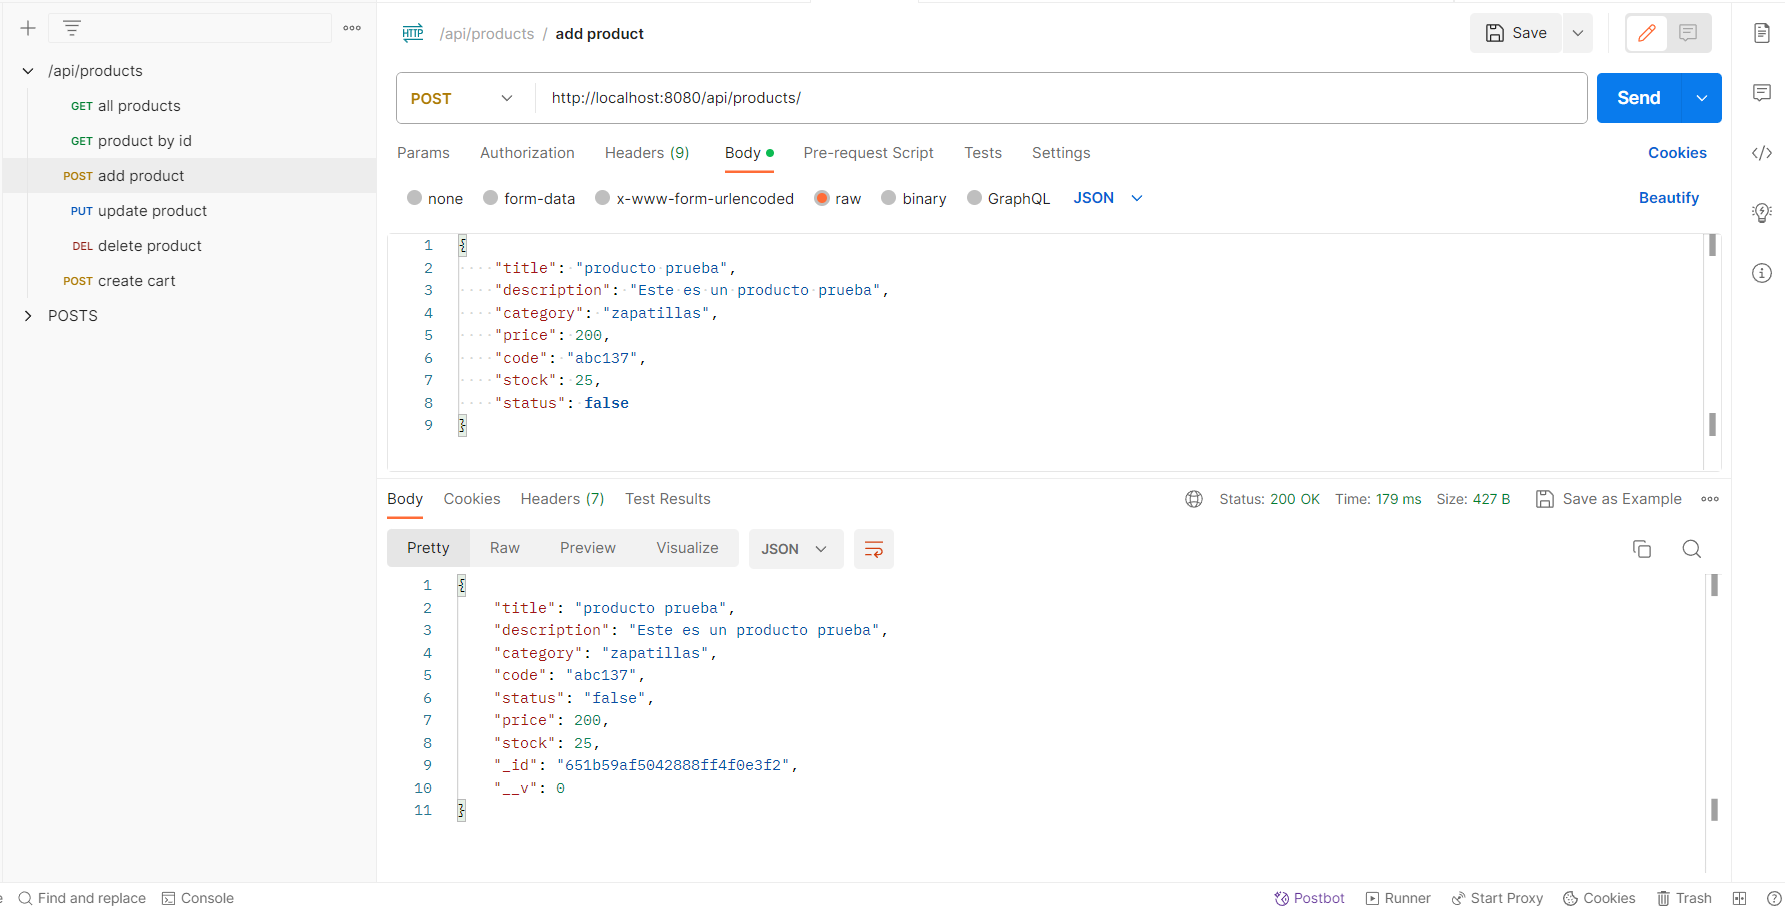 /api/products
GET all products
GET product by id
POST add product
PUT update product
DEL delete product
POST create cart
POSTS
HTTP /api/products / add product
Save
POST http://localhost:8080/api/products/
Send
Params Authorization Headers (9) Body Pre-request Script Tests Settings Cookies
none form-data x-www-form-urlencoded raw binary GraphQL JSON Beautify
1 {
2 "title": "producto prueba",
3 "description": "Este es un producto prueba",
4 "category": "zapatillas",
5 "price": 200,
6 "code": "abc137",
7 "stock": 25,
8 "status": false
9 }
Body Cookies Headers (7) Test Results Status: 200 OK Time: 179 ms Size: 427 B Save as Example
Pretty Raw Preview Visualize JSON
1 {
2 "title": "producto prueba",
3 "description": "Este es un producto prueba",
4 "category": "zapatillas",
5 "code": "abc137",
6 "status": "false",
7 "price": 200,
8 "stock": 25,
9 "_id": "651b59af5042888ff4f0e3f2",
10 "__v": 0
11 }
Find and replace Console Postbot Runner Start Proxy Cookies Trash